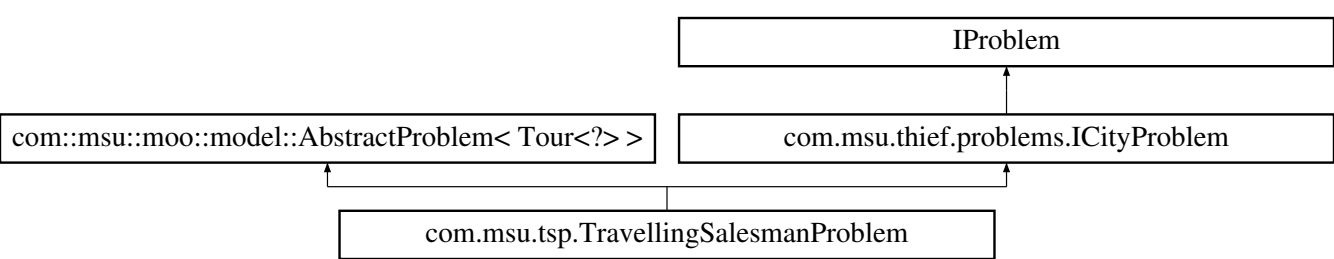 IProblem
com::msu::moo::model::AbstractProblem< Tour<?> >
com.msu.thief.problems.ICityProblem
com.msu.tsp.TravellingSalesmanProblem